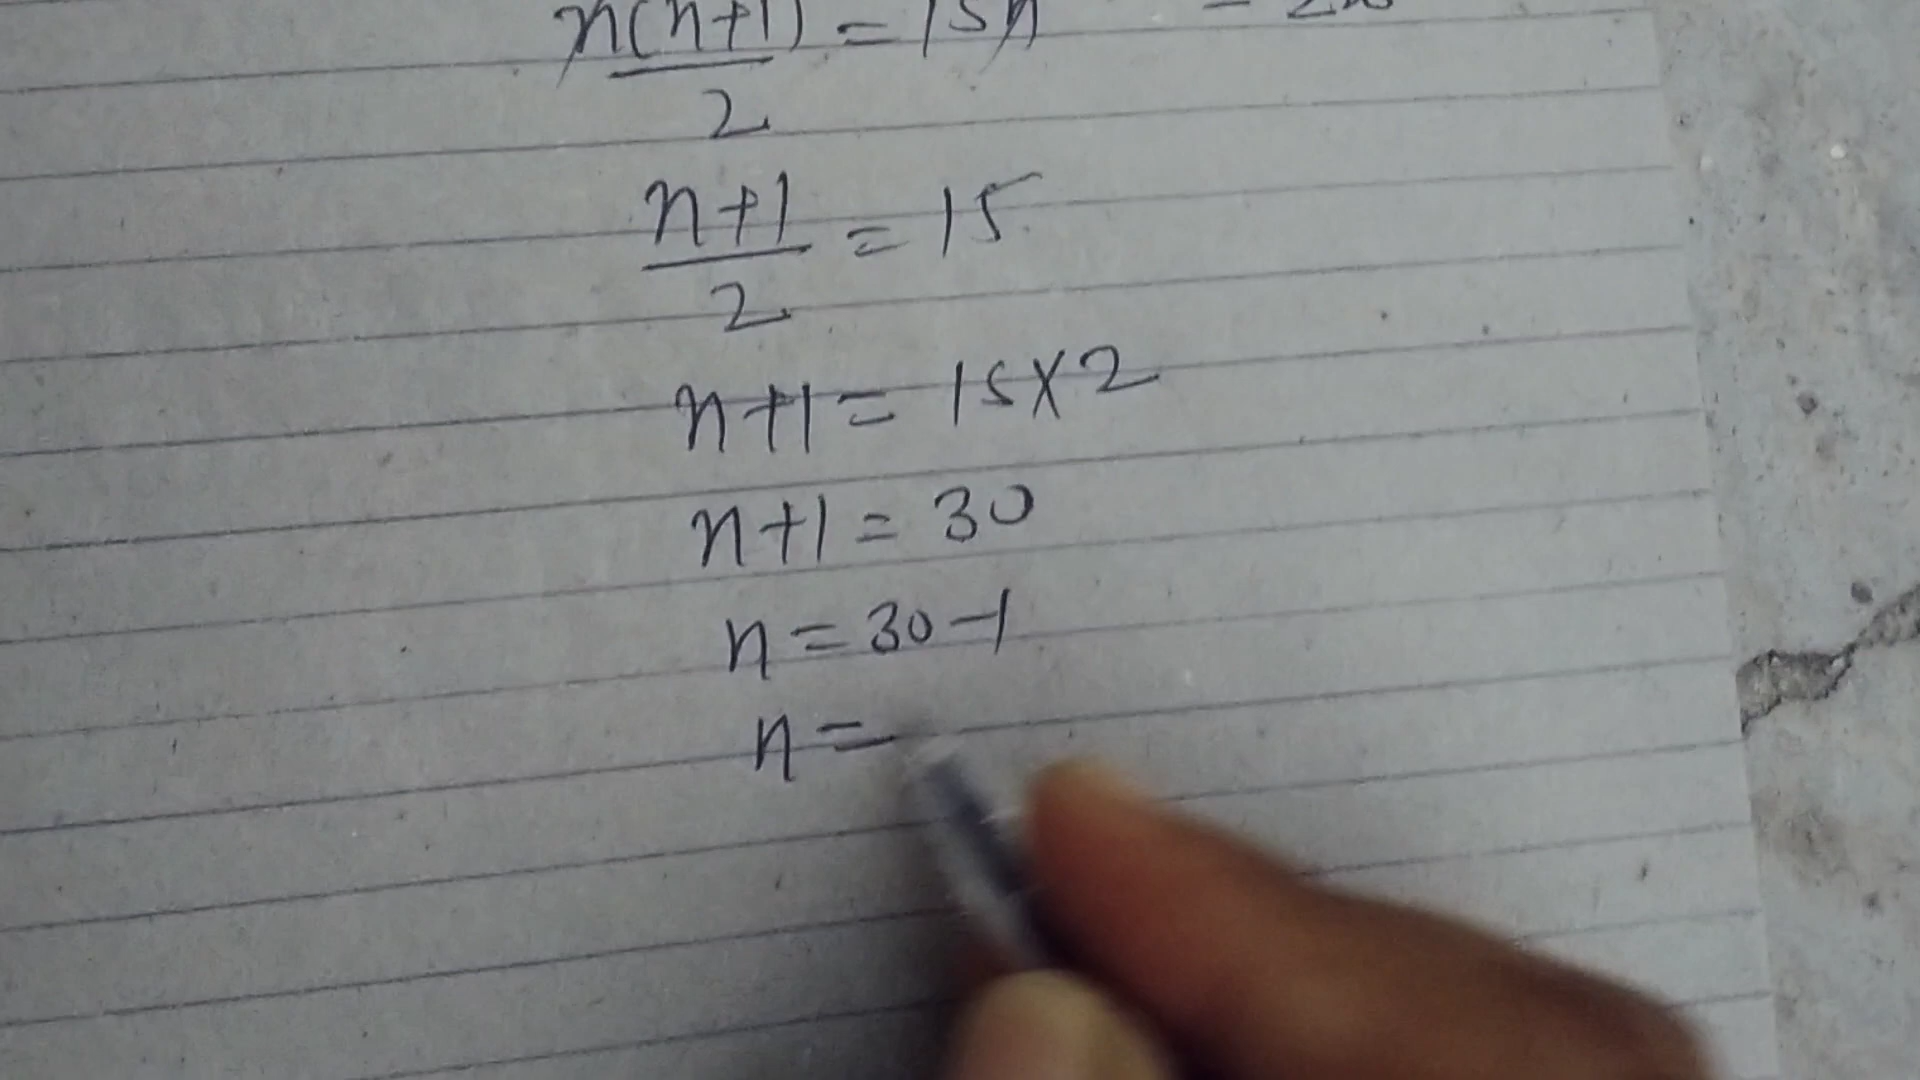 n(n+1)/2 = 15n
n+1/2 = 15
n+1 = 15×2
n+1 = 30
n = 30-1
n =